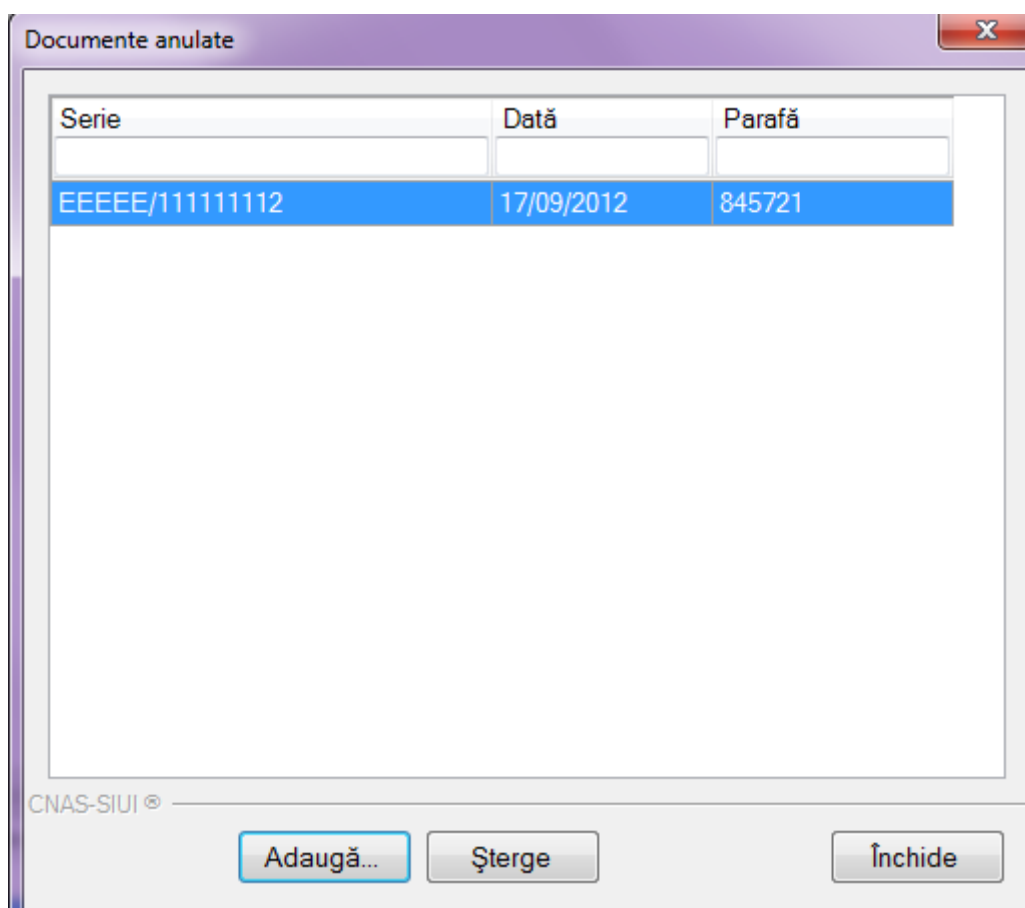 Documente anulate
Serie Dată Parafă
EEEEE/111111112 17/09/2012 845721
CNAS-SIUI ®
Adaugă... Şterge Închide